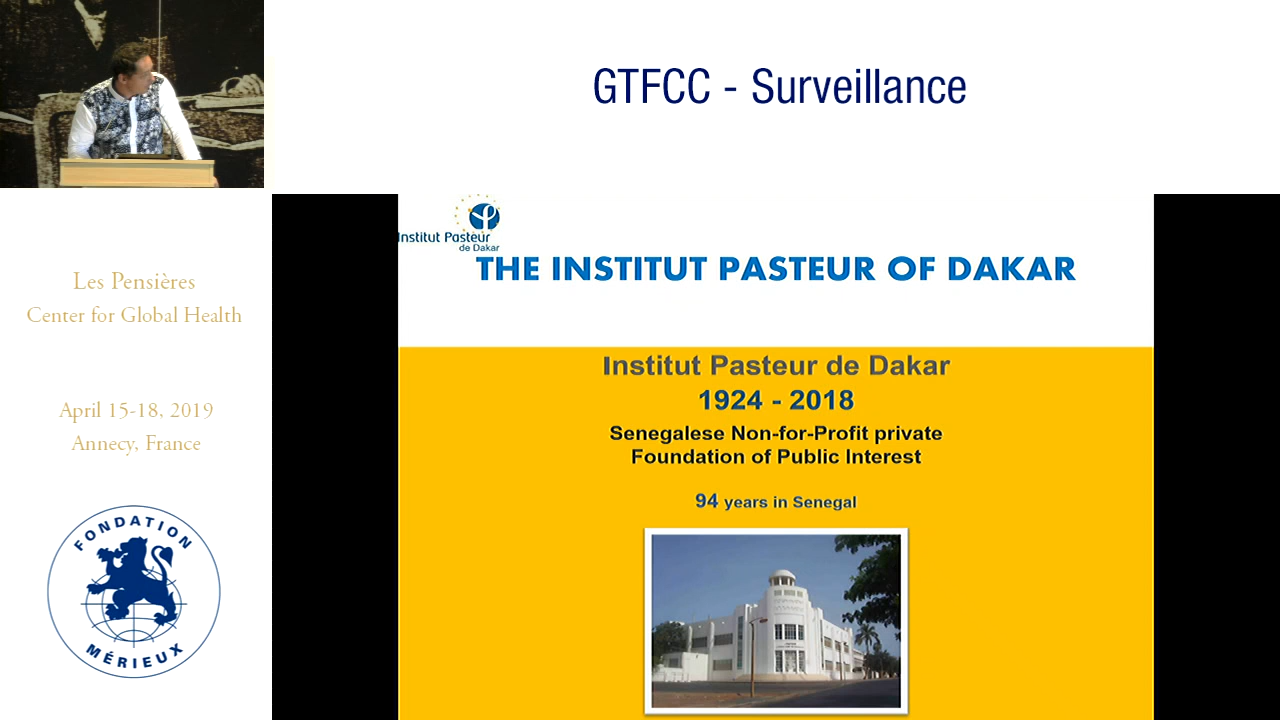 GTFCC - Surveillance
Les Pensières
Center for Global Health
April 15-18, 2019
Annecy, France
FONDATION
MÉRIEUX
Institut Pasteur
de Dakar
THE INSTITUT PASTEUR OF DAKAR
Institut Pasteur de Dakar
1924 - 2018
Senegalese Non-for-Profit private
Foundation of Public Interest
94 years in Senegal